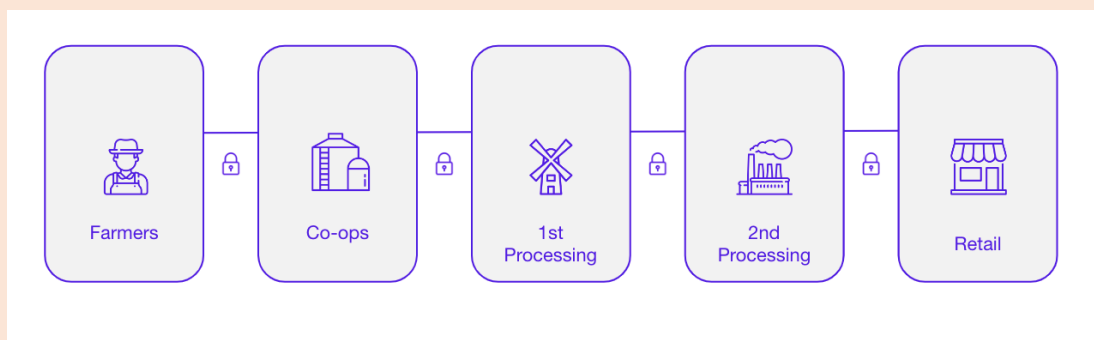 Farmers
Co-ops
1st
Processing
2nd
Processing
Retail